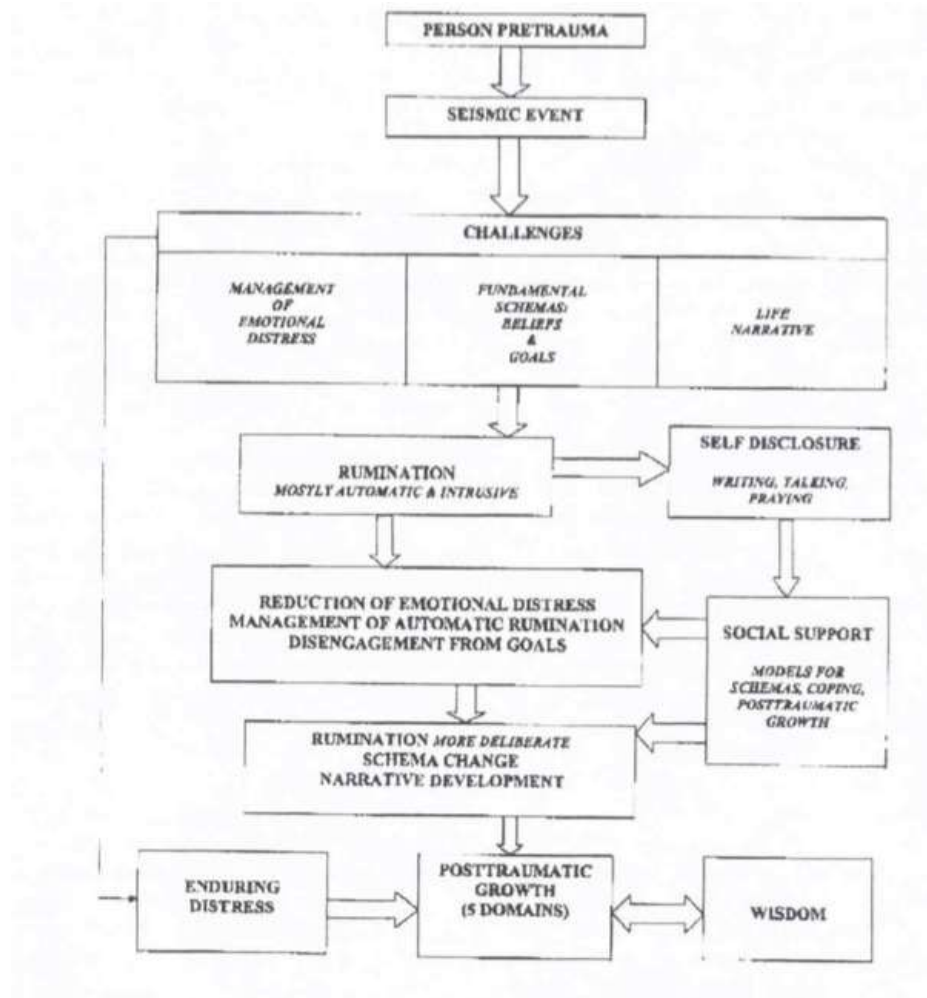 PERSON PRETRAUMA
SEISMIC EVENT
CHALLENGES
MANAGEMENT
OF
EMOTIONAL
DISTRESS
FUNDAMENTAL
SCHEMAS:
BELIEFS
&
GOALS
LIFE
NARRATIVE
RUMINATION
MOSTLY AUTOMATIC & INTRUSIVE
SELF DISCLOSURE
WRITING, TALKING,
PRAYING
REDUCTION OF EMOTIONAL DISTRESS
MANAGEMENT OF AUTOMATIC RUMINATION
DISENGAGEMENT FROM GOALS
SOCIAL SUPPORT
MODELS FOR
SCHEMAS, COPING,
POSTTRAUMATIC
GROWTH
RUMINATION MORE DELIBERATE
SCHEMA CHANGE
NARRATIVE DEVELOPMENT
ENDURING
DISTRESS
POSTTRAUMATIC
GROWTH
(5 DOMAINS)
WISDOM